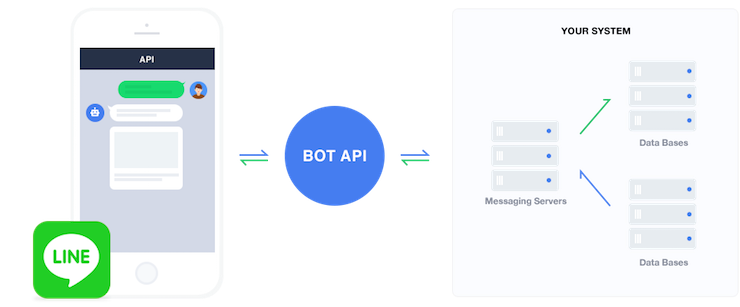 API
LINE
BOT API
YOUR SYSTEM
Messaging Servers
Data Bases
Data Bases